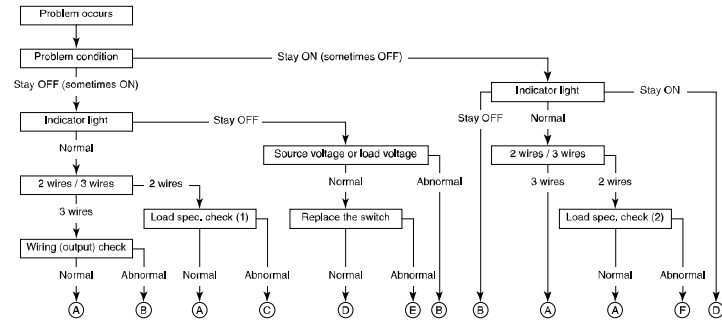 Problem occurs
Problem condition
Stay ON (sometimes OFF)
Stay OFF (sometimes ON)
Indicator light
Stay ON
Indicator light
Stay OFF
Stay OFF
Normal
Normal
Source voltage or load voltage
2 wires / 3 wires
2 wires / 3 wires
2 wires
Normal
Abnormal
3 wires
2 wires
3 wires
Load spec. check (1)
Replace the switch
Load spec. check (2)
Wiring (output) check
Normal
Abnormal
Normal
Abnormal
Normal
Abnormal
Normal
Abnormal
A
B
A
C
D
E
B
B
A
A
F
D